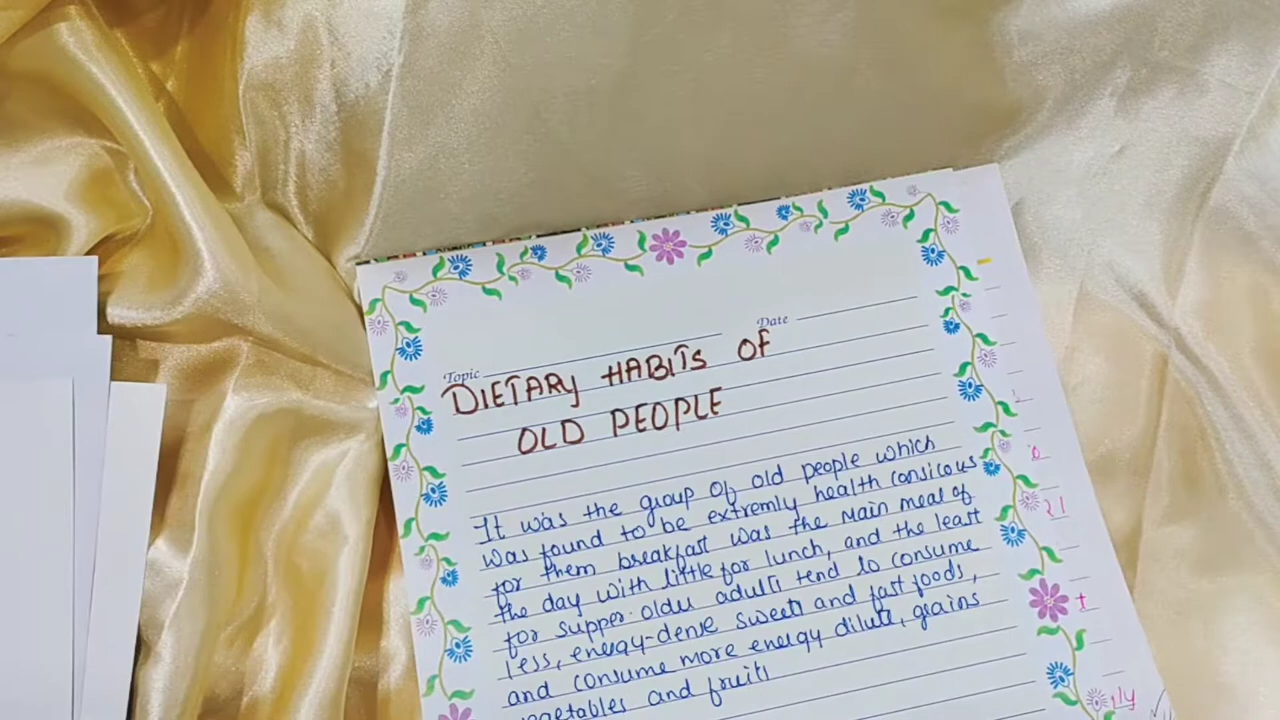 Date
Topic
DIETARY HABITS OF
OLD PEOPLE
It was the group of old people which
was found to be extremly health consicous
for them breakfast was the main meal of
the day with little for lunch, and the least
for supper. older adults tend to consume
less, energy-dense sweets and fast foods,
and consume more energy dilute, grains
vegetables and fruits